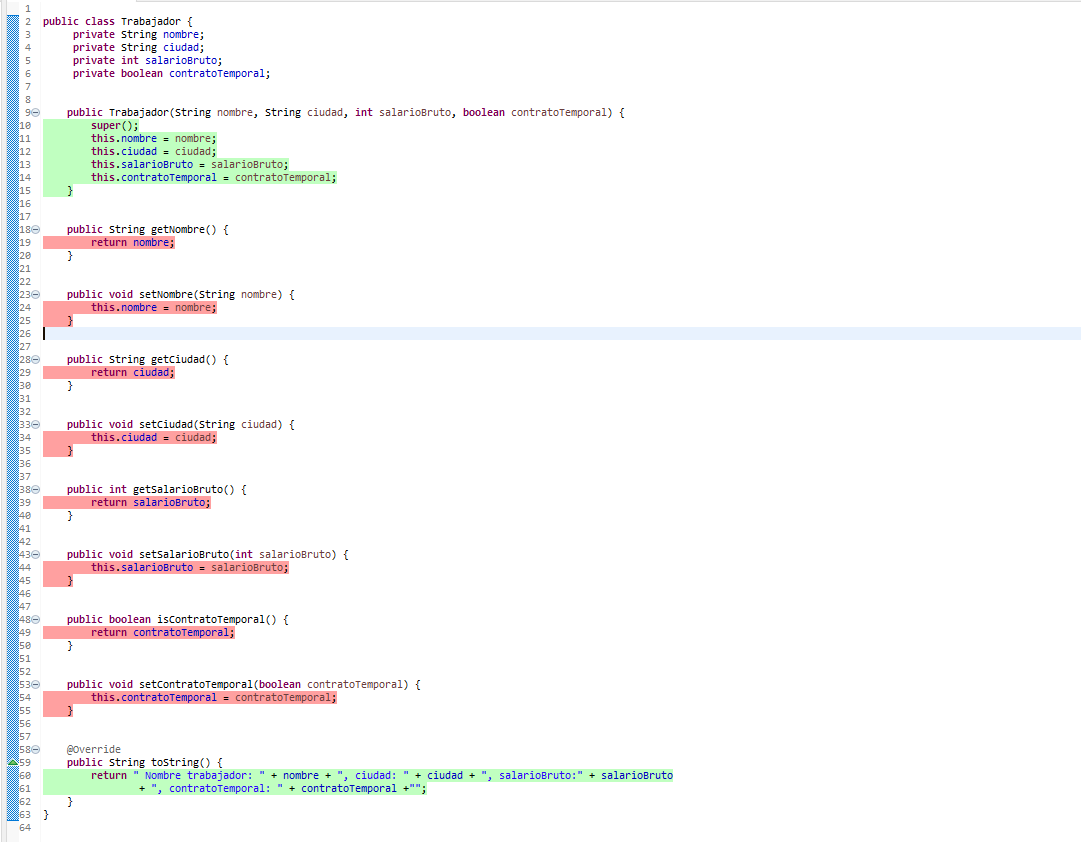 1
2 public class Trabajador {
3 private String nombre;
4 private String ciudad;
5 private int salarioBruto;
6 private boolean contratoTemporal;
7
8
9 public Trabajador(String nombre, String ciudad, int salarioBruto, boolean contratoTemporal) {
10 super();
11 this.nombre = nombre;
12 this.ciudad = ciudad;
13 this.salarioBruto = salarioBruto;
14 this.contratoTemporal = contratoTemporal;
15 }
16
17
18 public String getNombre() {
19 return nombre;
20 }
21
22
23 public void setNombre(String nombre) {
24 this.nombre = nombre;
25 }
26
27
28 public String getCiudad() {
29 return ciudad;
30 }
31
32
33 public void setCiudad(String ciudad) {
34 this.ciudad = ciudad;
35 }
36
37
38 public int getSalarioBruto() {
39 return salarioBruto;
40 }
41
42
43 public void setSalarioBruto(int salarioBruto) {
44 this.salarioBruto = salarioBruto;
45 }
46
47
48 public boolean isContratoTemporal() {
49 return contratoTemporal;
50 }
51
52
53 public void setContratoTemporal(boolean contratoTemporal) {
54 this.contratoTemporal = contratoTemporal;
55 }
56
57
58 @Override
59 public String toString() {
60 return " Nombre trabajador: " + nombre + ", ciudad: " + ciudad + ", salarioBruto:" + salarioBruto
61 + ", contratoTemporal: " + contratoTemporal +"";
62 }
63 }
64